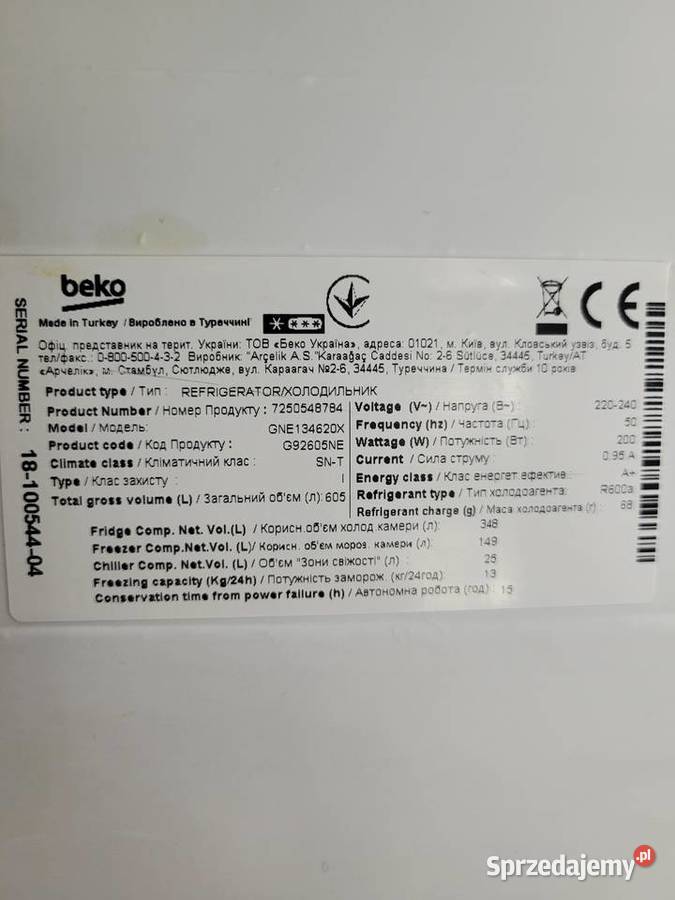 beko
Made in Turkey / Вироблено в Туреччині
CE
SERIAL NUMBER : 18-100544-04
Офіц. представник на терит. України: ТОВ «Беко Україна», адреса: 01021, м. Київ, вул. Кловський узвіз, буд. 5
тел/факс.: 0-800-500-4-3-2 Виробник: "Arçelik A.S."Karaağaç Caddesi No: 2-6 Sütlüce, 34445, Turkey/АТ
«Арчелік», м. Стамбул, Сютлюдже, вул. Караагач №2-6, 34445, Туреччина / Термін служби 10 років
Product type / Тип : REFRIGERATOR/ХОЛОДИЛЬНИК
Product Number / Номер Продукту : 7250548784
Model / Модель: GNE134620X
Product code / Код Продукту : G92605NE
Climate class / Кліматичний клас : SN-T
Type / Клас захисту : I
Total gross volume (L) / Загальний об'єм (л): 605
Voltage (V~) / Напруга (В~) : 220-240
Frequency (hz) / Частота (Гц) : 50
Wattage (W) / Потужність (Вт) : 200
Current / Сила струму : 0.95 A
Energy class / Клас енергет ефектив.: A+
Refrigerant type / Тип холодоагента: R600a
Refrigerant charge (g) / Маса холодоагента (г) :
Fridge Comp. Net. Vol.(L) / Корисн.об'єм холод.камери (л): 348
Freezer Comp.Net.Vol.(L)/ Корисн. об'єм мороз. камери (л): 149
Chiller Comp. Net.Vol. (L) / Об'єм "Зони свіжості" (л): 25
Freezing capacity (Kg/24h) / Потужність заморож. (кг/24год): 13
Conservation time from power failure (h) / Автономна робота (год) : 15
Sprzedajemy.pl